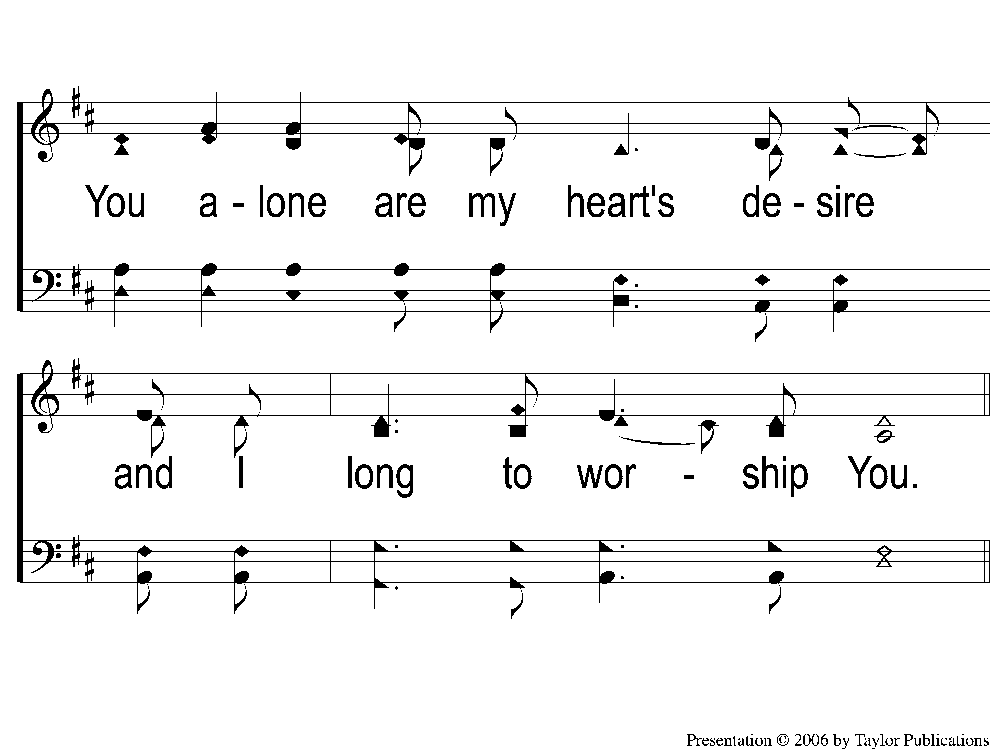 You a - lone are my heart's de - sire
and I long to wor - ship You.
Presentation © 2006 by Taylor Publications